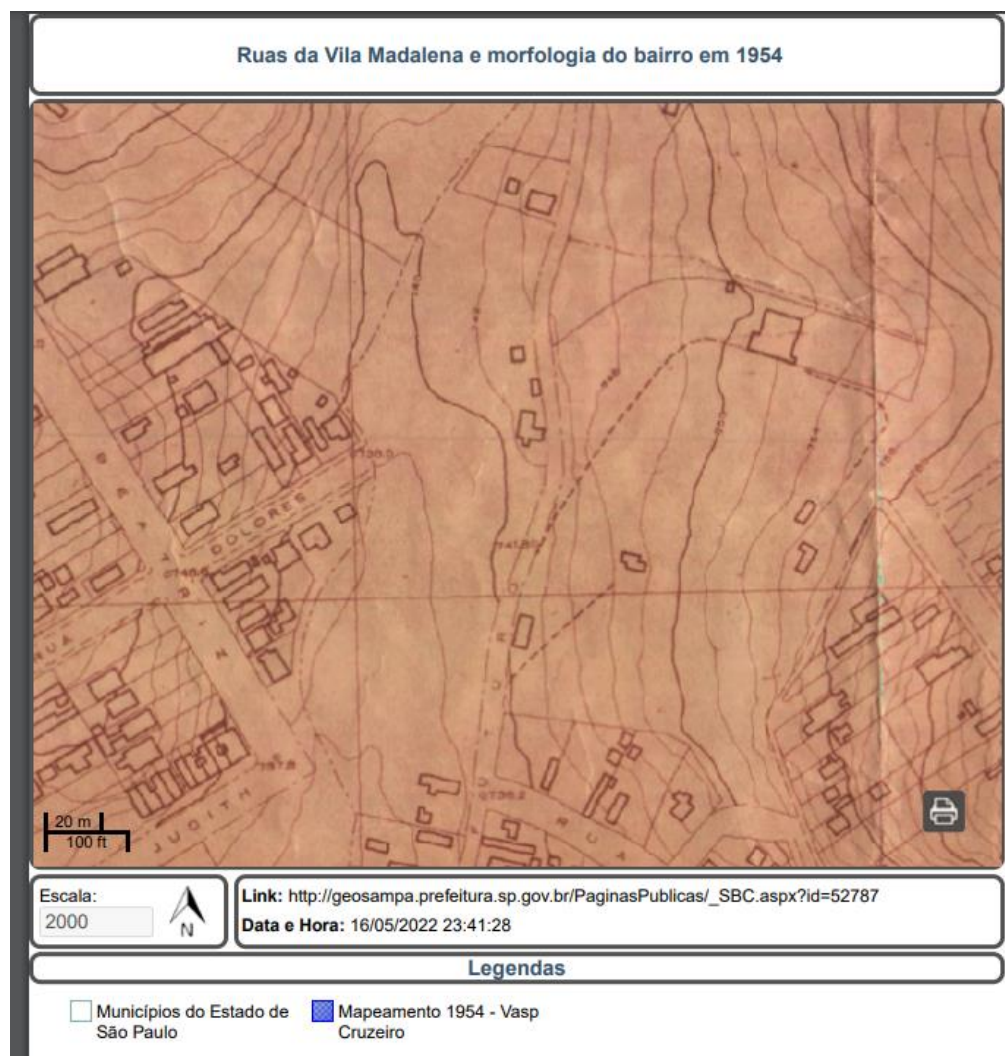 Ruas da Vila Madalena e morfologia do bairro em 1954
DOLORES
RUA
JUDITH
RUA
20 m
100 ft
Escala:
2000
N
Link: http://geosampa.prefeitura.sp.gov.br/PaginasPublicas/_SBC.aspx?id=52787
Data e Hora: 16/05/2022 23:41:28
Legendas
Municípios do Estado de
São Paulo
Mapeamento 1954 - Vasp
Cruzeiro